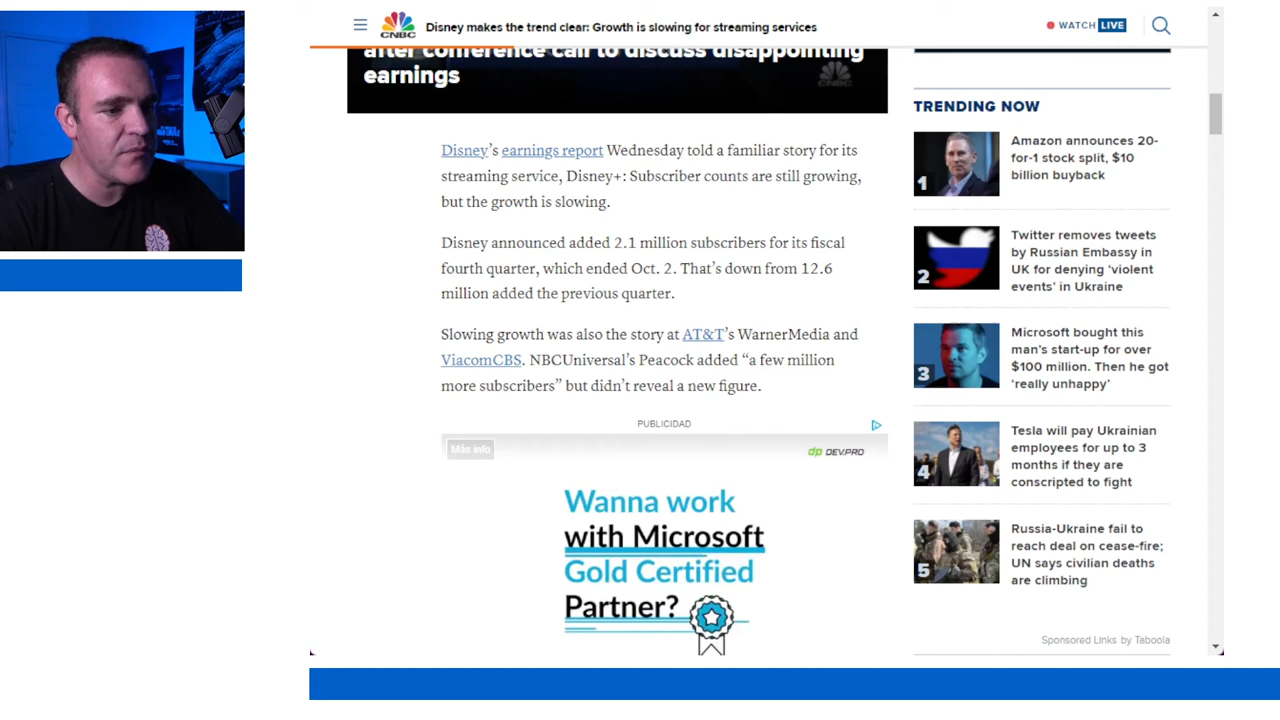 CNBC
Disney makes the trend clear: Growth is slowing for streaming services
WATCH LIVE
after conference call to discuss disappointing
earnings
Disney's earnings report Wednesday told a familiar story for its
streaming service, Disney+: Subscriber counts are still growing,
but the growth is slowing.
Disney announced added 2.1 million subscribers for its fiscal
fourth quarter, which ended Oct. 2. That's down from 12.6
million added the previous quarter.
Slowing growth was also the story at AT&T's WarnerMedia and
ViacomCBS. NBCUniversal's Peacock added “a few million
more subscribers” but didn't reveal a new figure.
PUBLICIDAD
Más info
dp DEV.PRO
Wanna work
with Microsoft
Gold Certified
Partner?
TRENDING NOW
1
Amazon announces 20-
for-1 stock split, $10
billion buyback
2
Twitter removes tweets
by Russian Embassy in
UK for denying ‘violent
events’ in Ukraine
3
Microsoft bought this
man's start-up for over
$100 million. Then he got
‘really unhappy’
4
Tesla will pay Ukrainian
employees for up to 3
months if they are
conscripted to fight
5
Russia-Ukraine fail to
reach deal on cease-fire;
UN says civilian deaths
are climbing
Sponsored Links by Taboola